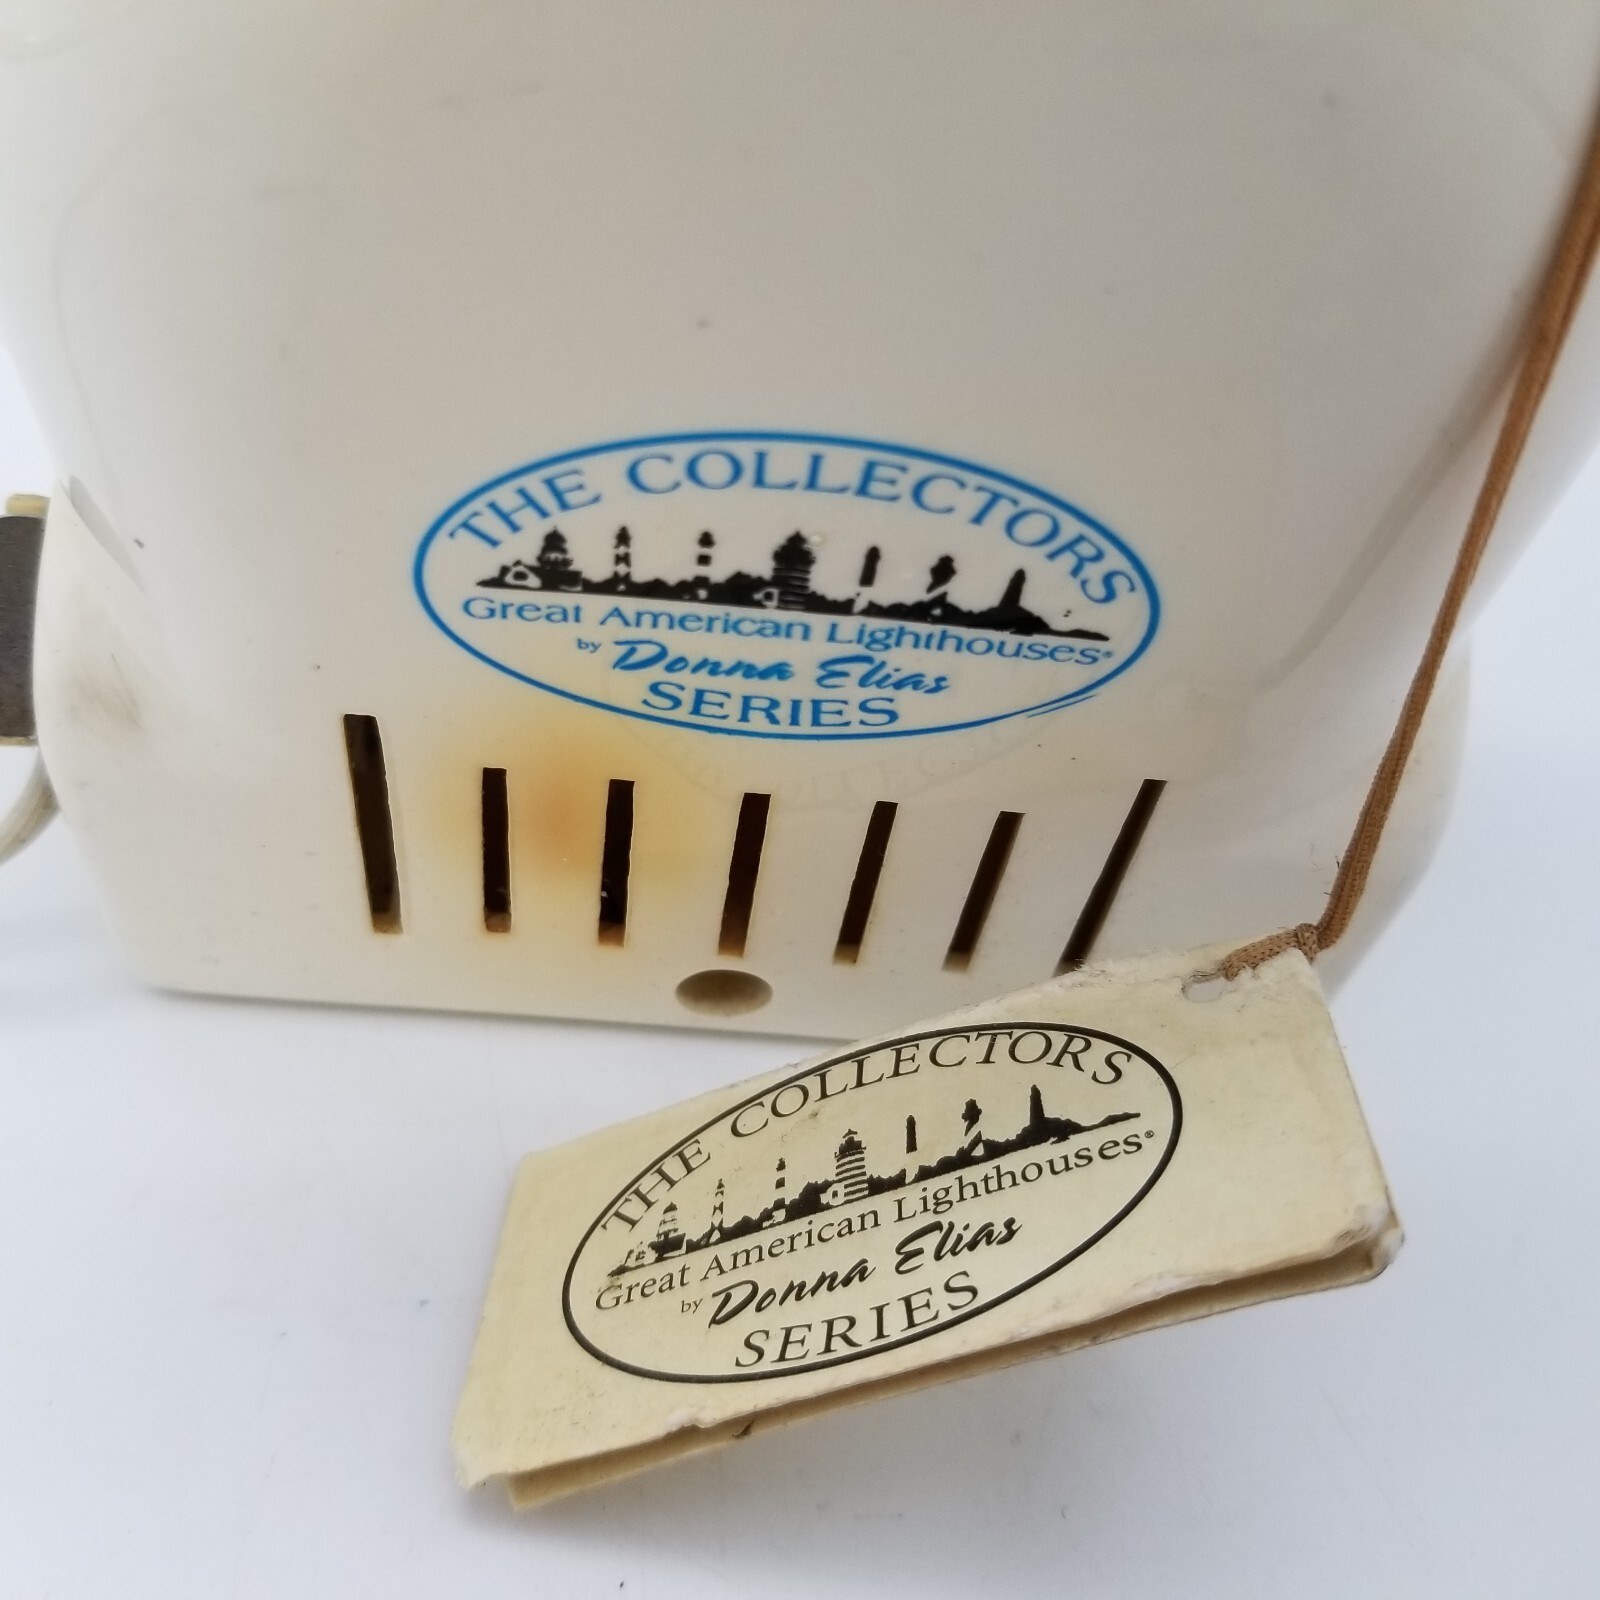 THE COLLECTORS
Great American Lighthouses®
by Donna Elias
SERIES
THE COLLECTORS
Great American Lighthouses®
by Donna Elias
SERIES